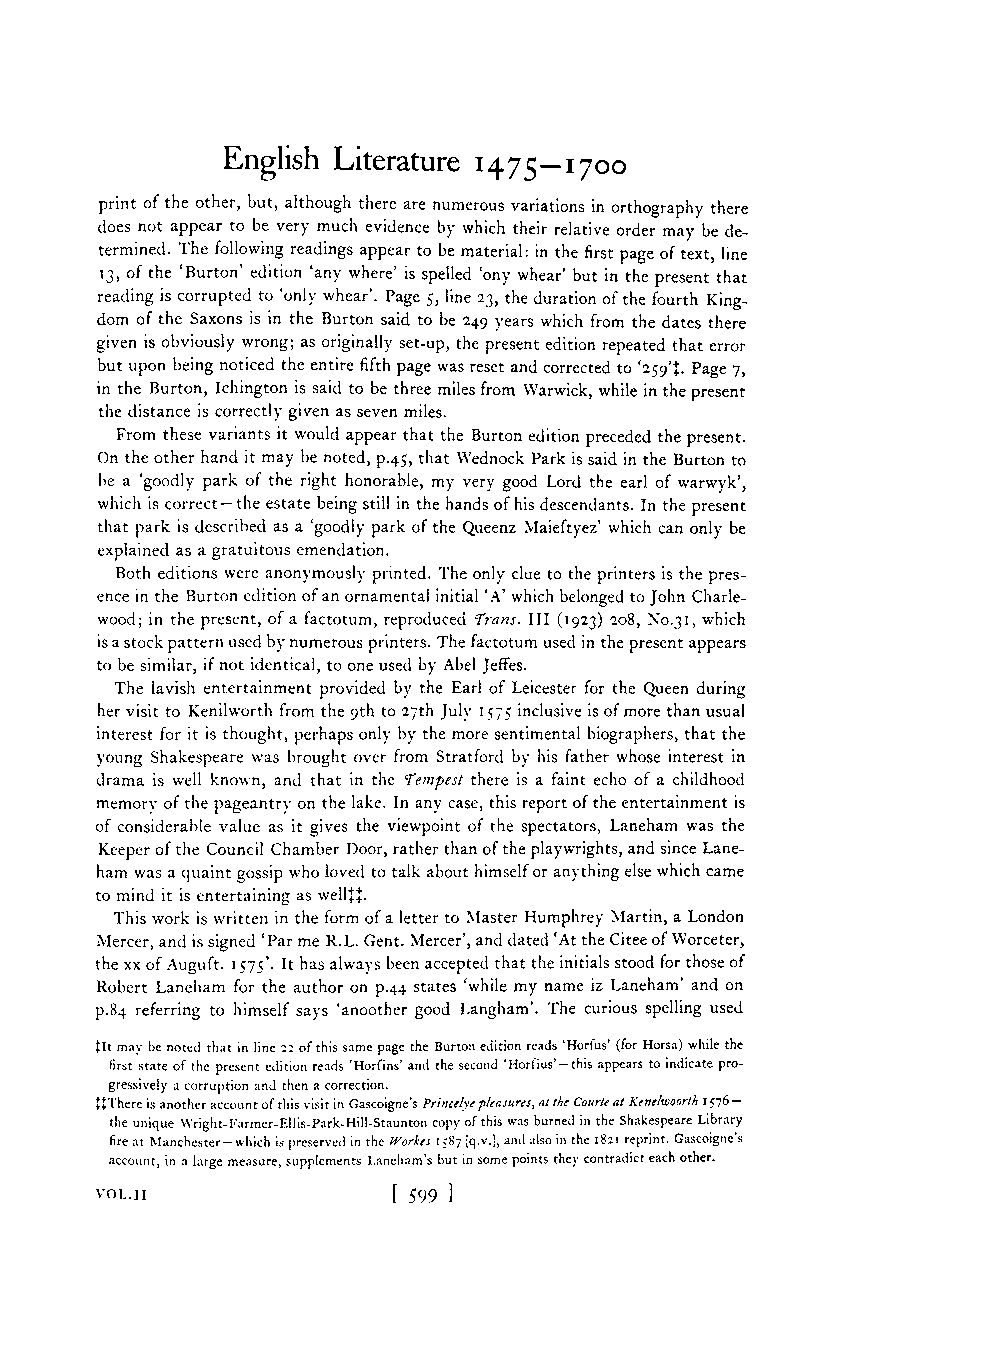 English Literature 1475—1700
print of the other, but, although there are numerous variations in orthography there
does not appear to be very much evidence by which their relative order may be de-
termined. The following readings appear to be material: in the first page of text, line
13, of the 'Burton' edition 'any where' is spelled 'ony whear' but in the present that
reading is corrupted to 'only whear'. Page 5, line 23, the duration of the fourth King-
dom of the Saxons is in the Burton said to be 249 years which from the dates there
given is obviously wrong; as originally set-up, the present edition repeated that error
but upon being noticed the entire fifth page was reset and corrected to '259'‡. Page 7,
in the Burton, Ichington is said to be three miles from Warwick, while in the present
the distance is correctly given as seven miles.
From these variants it would appear that the Burton edition preceded the present.
On the other hand it may be noted, p.45, that Wednock Park is said in the Burton to
be a 'goodly park of the right honorable, my very good Lord the earl of warwyk',
which is correct—the estate being still in the hands of his descendants. In the present
that park is described as a 'goodly park of the Queenz Maieſtyez' which can only be
explained as a gratuitous emendation.
Both editions were anonymously printed. The only clue to the printers is the pres-
ence in the Burton edition of an ornamental initial 'A' which belonged to John Charle-
wood; in the present, of a factotum, reproduced Trans. III (1923) 208, No.31, which
is a stock pattern used by numerous printers. The factotum used in the present appears
to be similar, if not identical, to one used by Abel Jeffes.
The lavish entertainment provided by the Earl of Leicester for the Queen during
her visit to Kenilworth from the 9th to 27th July 1575 inclusive is of more than usual
interest for it is thought, perhaps only by the more sentimental biographers, that the
young Shakespeare was brought over from Stratford by his father whose interest in
drama is well known, and that in the Tempest there is a faint echo of a childhood
memory of the pageantry on the lake. In any case, this report of the entertainment is
of considerable value as it gives the viewpoint of the spectators, Laneham was the
Keeper of the Council Chamber Door, rather than of the playwrights, and since Lane-
ham was a quaint gossip who loved to talk about himself or anything else which came
to mind it is entertaining as well‡‡.
This work is written in the form of a letter to Master Humphrey Martin, a London
Mercer, and is signed 'Par me R.L. Gent. Mercer', and dated 'At the Citee of Worceter,
the xx of Auguſt. 1575'. It has always been accepted that the initials stood for those of
Robert Laneham for the author on p.44 states 'while my name iz Laneham' and on
p.84 referring to himself says 'anoother good Langham'. The curious spelling used
‡It may be noted that in line 22 of this same page the Burton edition reads 'Horſus' (for Horsa) while the
first state of the present edition reads 'Horſins' and the second 'Horſius'—this appears to indicate pro-
gressively a corruption and then a correction.
‡‡There is another account of this visit in Gascoigne's Princelye pleasures, at the Courte at Kenelwoorth 1576—
the unique Wright-Farmer-Ellis-Park-Hill-Staunton copy of this was burned in the Shakespeare Library
fire at Manchester—which is preserved in the Workes 1587 [q.v.], and also in the 1821 reprint. Gascoigne's
account, in a large measure, supplements Laneham's but in some points they contradict each other.
VOL.II [ 599 ]